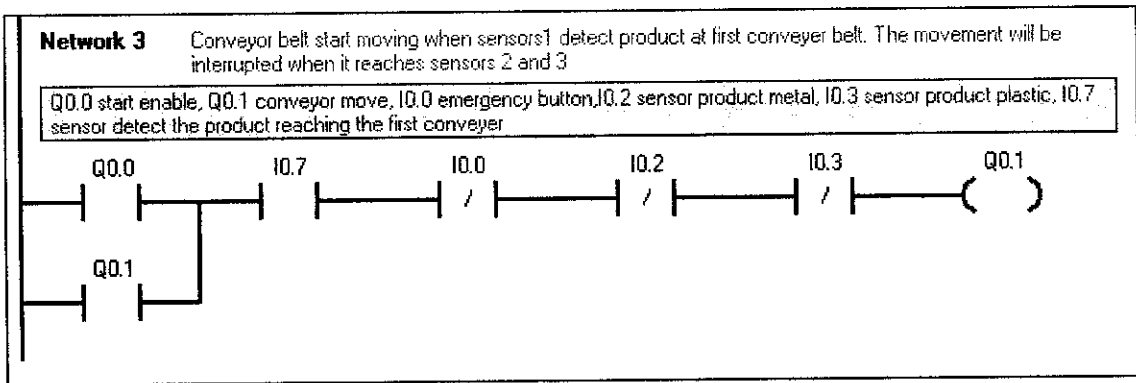 Network 3 Conveyor belt start moving when sensors1 detect product at first conveyer belt. The movement will be
interrupted when it reaches sensors 2 and 3
Q0.0 start enable, Q0.1 conveyor move, I0.0 emergency button,I0.2 sensor product metal, I0.3 sensor product plastic, I0.7
sensor detect the product reaching the first conveyer
Q0.0 I0.7 I0.0 I0.2 I0.3 Q0.1
/ / /
Q0.1